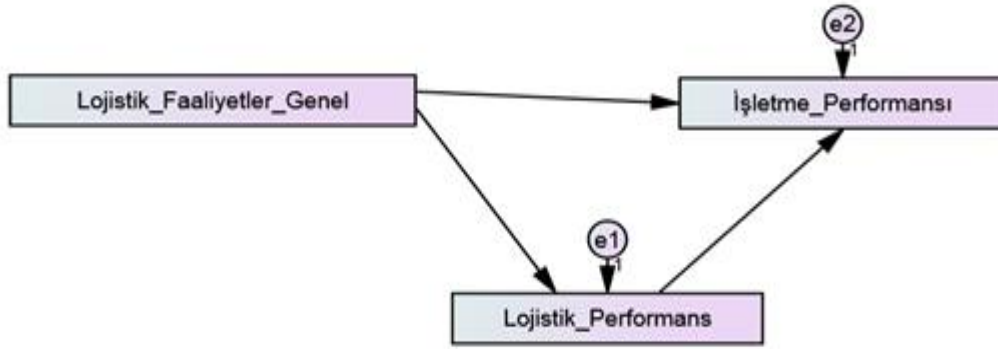 e2
1
Lojistik_Faaliyetler_Genel
İşletme_Performansı
e1
1
Lojistik_Performans